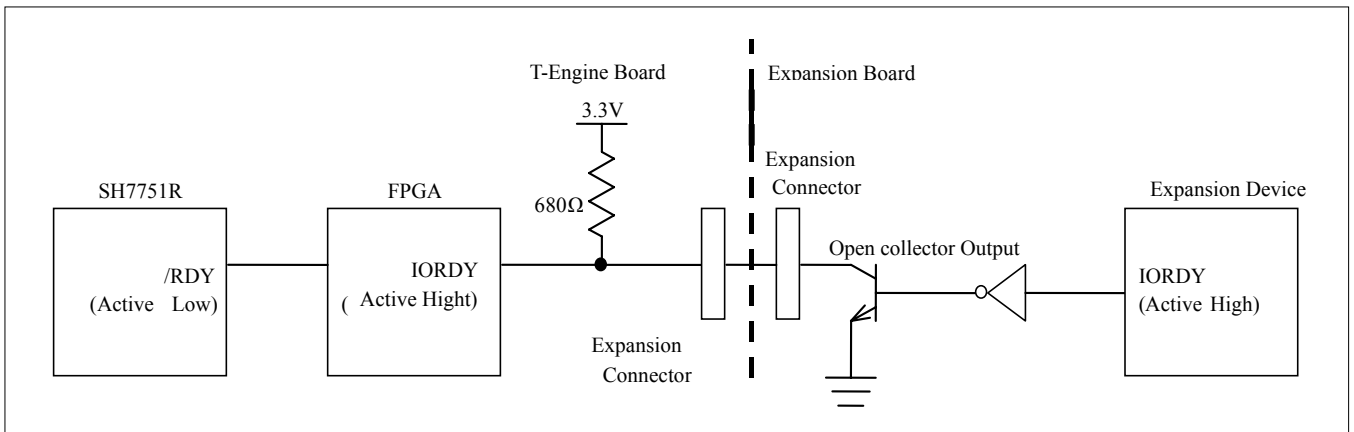 T-Engine Board
Expansion Board
3.3V
Expansion
Connector
SH7751R
FPGA
Expansion Device
680Ω
Open collector Output
/RDY
(Active Low)
IORDY
( Active Hight)
IORDY
(Active High)
Expansion
Connector